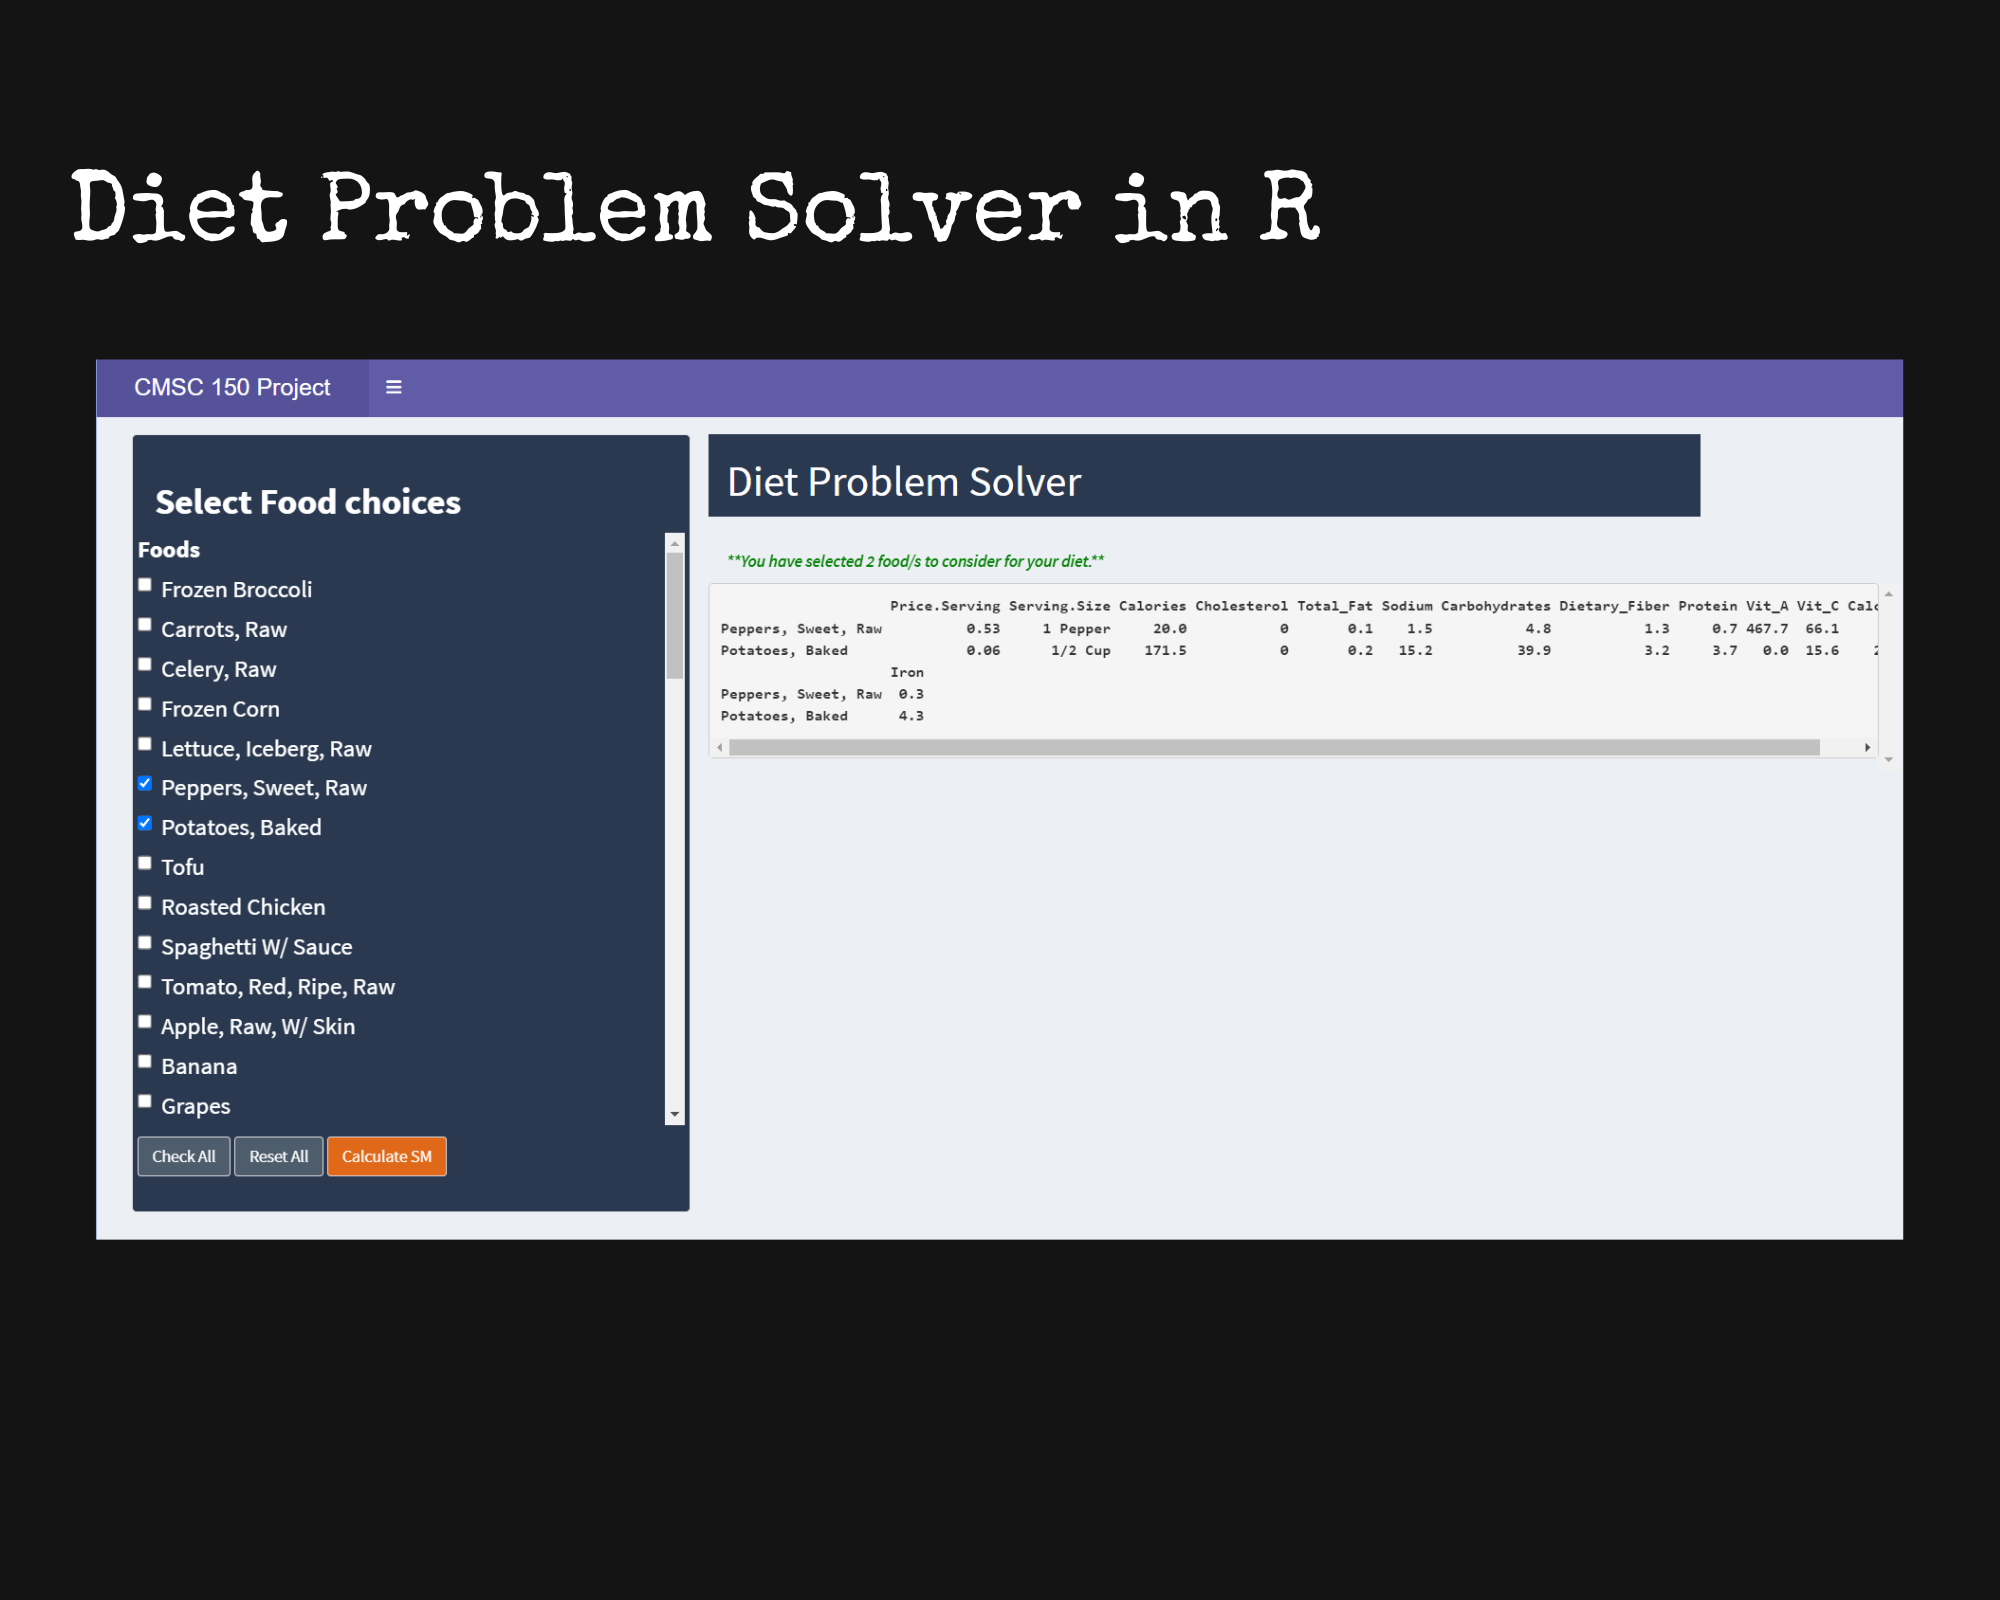 Diet Problem Solver in R
CMSC 150 Project
Select Food choices
Foods
Frozen Broccoli
Carrots, Raw
Celery, Raw
Frozen Corn
Lettuce, Iceberg, Raw
Peppers, Sweet, Raw
Potatoes, Baked
Tofu
Roasted Chicken
Spaghetti W/ Sauce
Tomato, Red, Ripe, Raw
Apple, Raw, W/ Skin
Banana
Grapes
Check All Reset All Calculate SM
Diet Problem Solver
**You have selected 2 food/s to consider for your diet.**
Price.Serving Serving.Size Calories Cholesterol Total_Fat Sodium Carbohydrates Dietary_Fiber Protein Vit_A Vit_C
Peppers, Sweet, Raw 0.53 1 Pepper 20.0 0 0.1 1.5 4.8 1.3 0.7 467.7 66.1
Potatoes, Baked 0.06 1/2 Cup 171.5 0 0.2 15.2 39.9 3.2 3.7 0.0 15.6
Iron
Peppers, Sweet, Raw 0.3
Potatoes, Baked 4.3